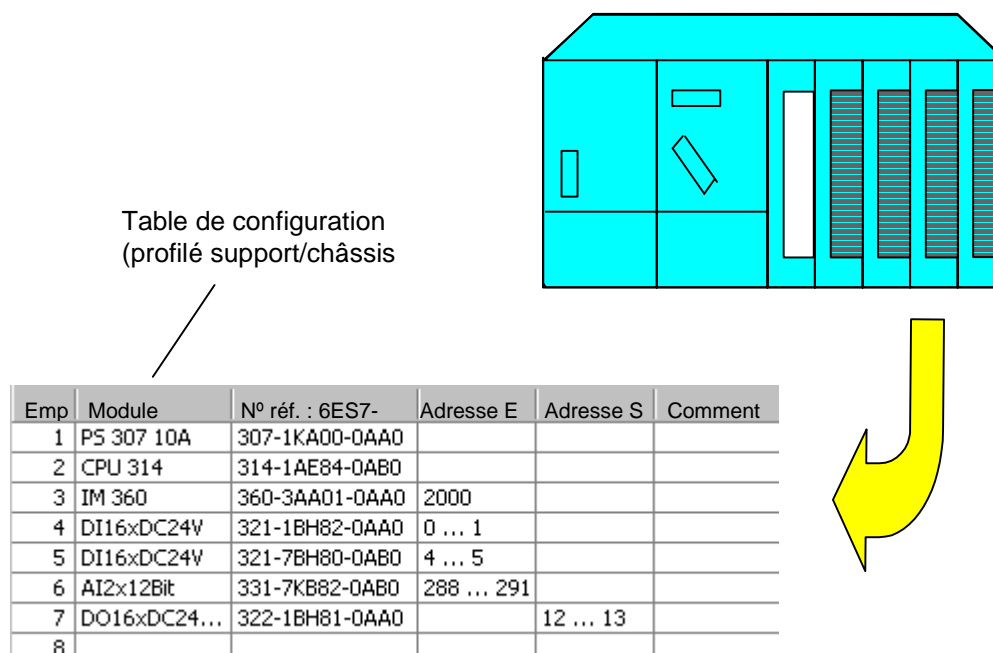 Table de configuration
(profilé support/châssis
Emp Module Nº réf. : 6ES7- Adresse E Adresse S Comment
1 PS 307 10A 307-1KA00-0AA0
2 CPU 314 314-1AE84-0AB0
3 IM 360 360-3AA01-0AA0 2000
4 DI16xDC24V 321-1BH82-0AA0 0 ... 1
5 DI16xDC24V 321-7BH80-0AB0 4 ... 5
6 AI2x12Bit 331-7KB82-0AB0 288 ... 291
7 DO16xDC24... 322-1BH81-0AA0 12 ... 13
8